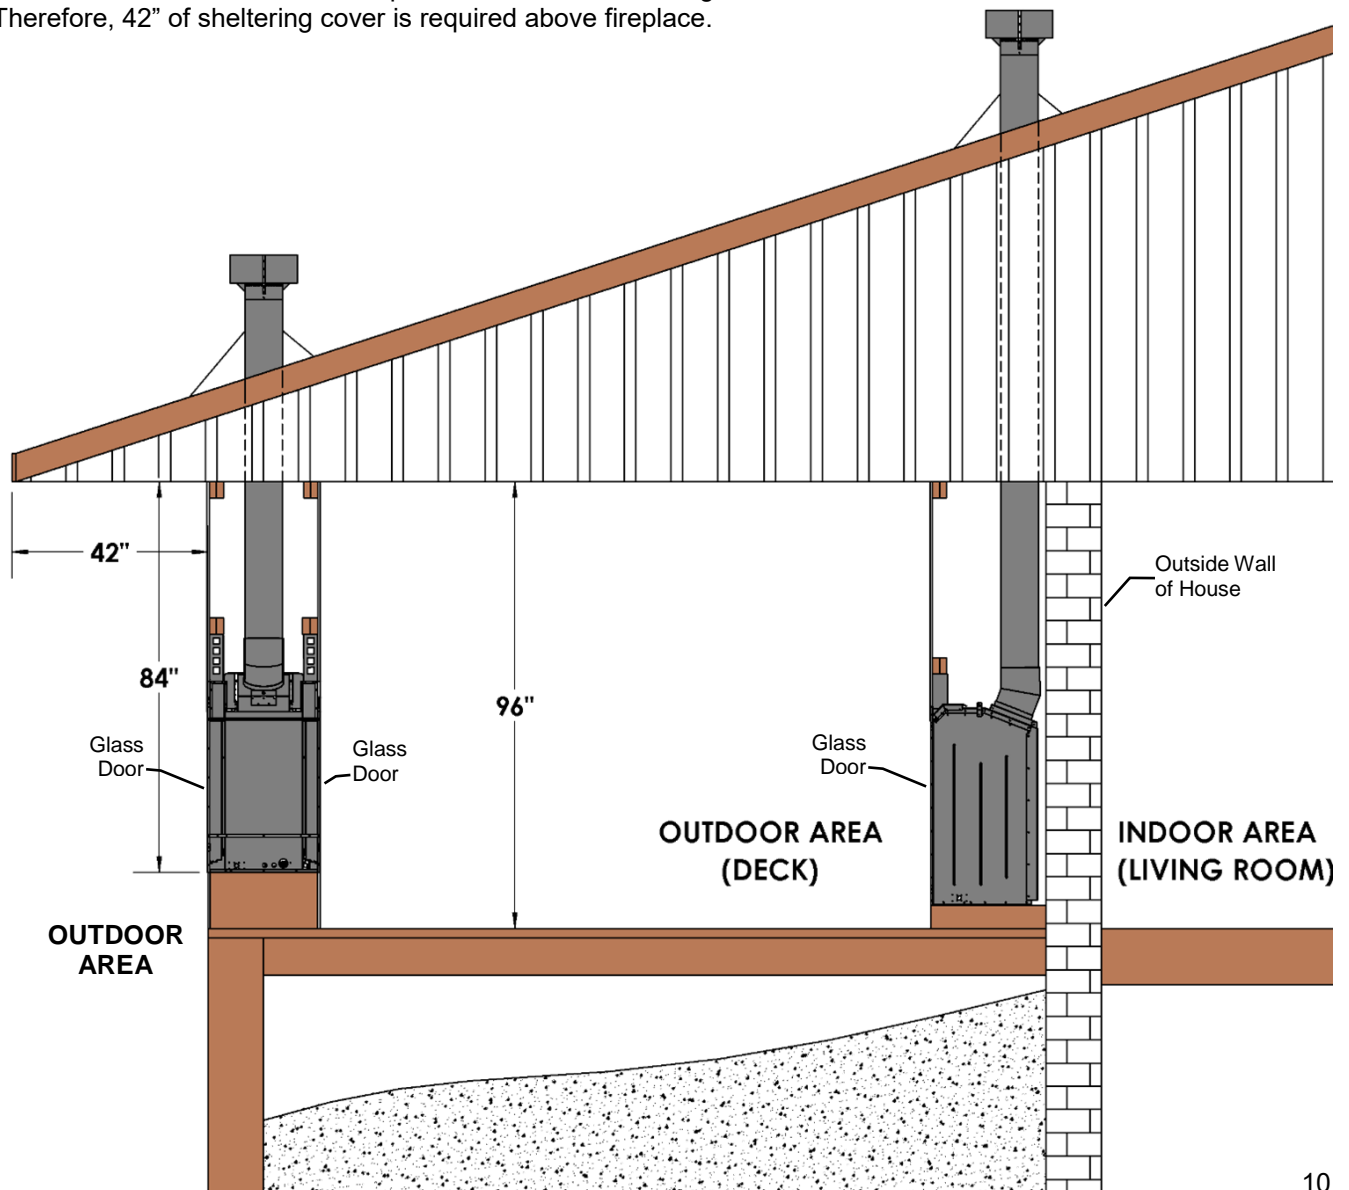 Therefore, 42” of sheltering cover is required above fireplace.
42"
Outside Wall
of House
84"
96"
Glass
Door
Glass
Door
Glass
Door
OUTDOOR AREA
(DECK)
INDOOR AREA
(LIVING ROOM)
OUTDOOR
AREA
10